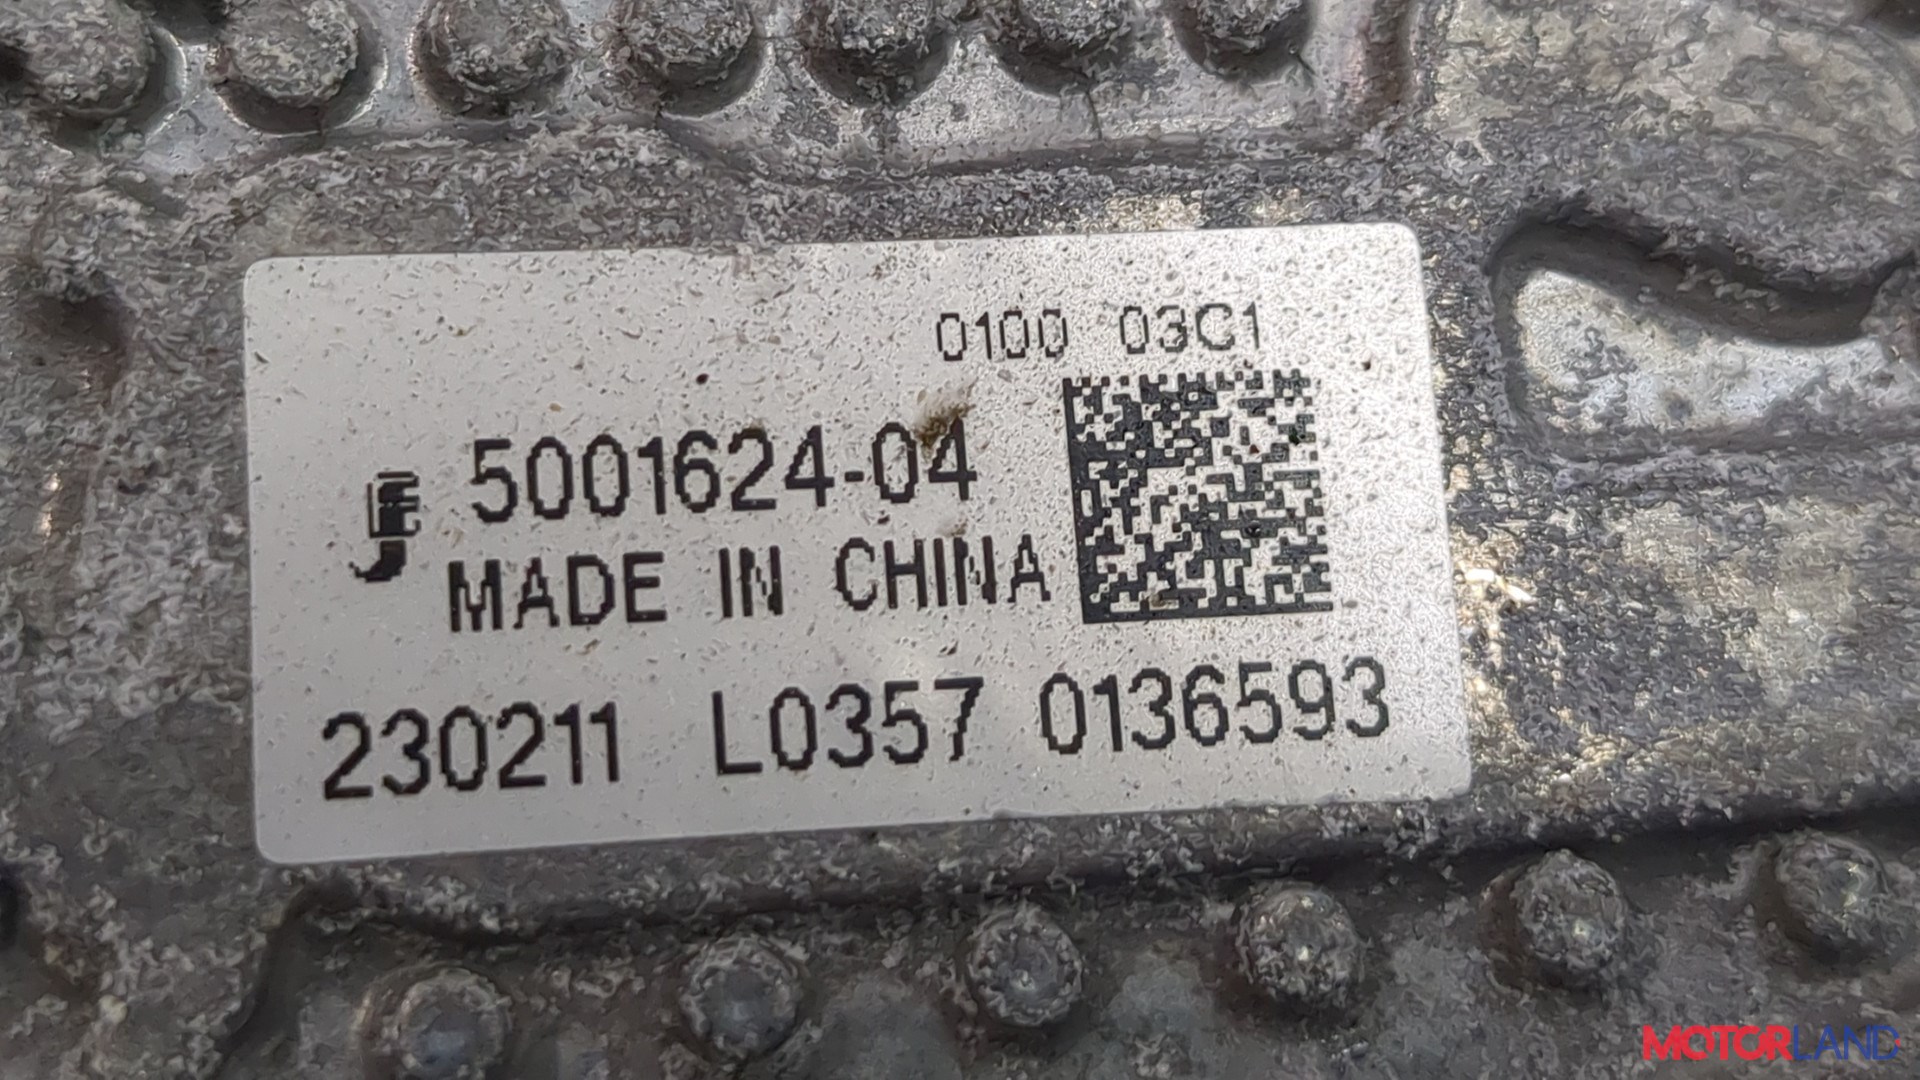 0100 03C1
5001624-04
MADE IN CHINA
230211 L0357 0136593
MOTORLAND